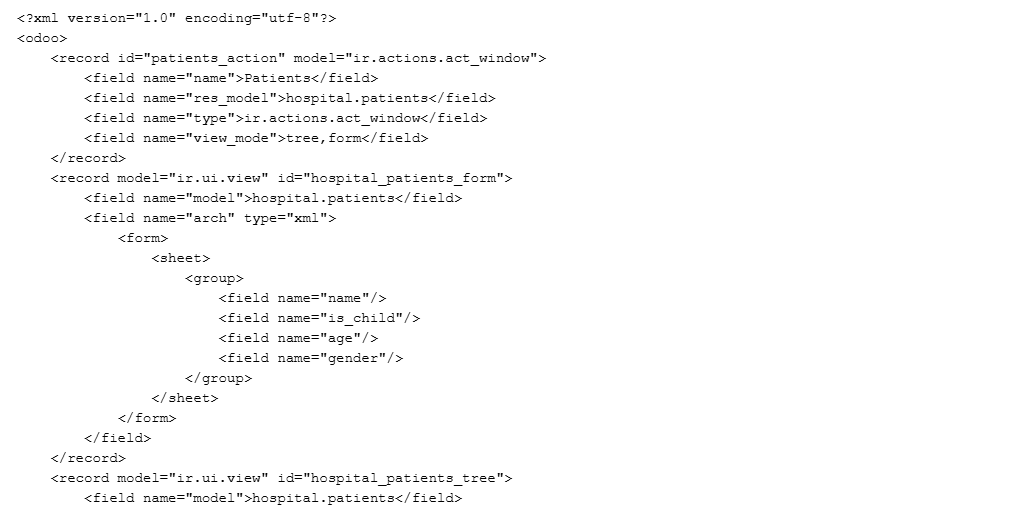 <?xml version="1.0" encoding="utf-8"?>
<odoo>
    <record id="patients_action" model="ir.actions.act_window">
        <field name="name">Patients</field>
        <field name="res_model">hospital.patients</field>
        <field name="type">ir.actions.act_window</field>
        <field name="view_mode">tree,form</field>
    </record>
    <record model="ir.ui.view" id="hospital_patients_form">
        <field name="model">hospital.patients</field>
        <field name="arch" type="xml">
            <form>
                <sheet>
                    <group>
                        <field name="name"/>
                        <field name="is_child"/>
                        <field name="age"/>
                        <field name="gender"/>
                    </group>
                </sheet>
            </form>
        </field>
    </record>
    <record model="ir.ui.view" id="hospital_patients_tree">
        <field name="model">hospital.patients</field>